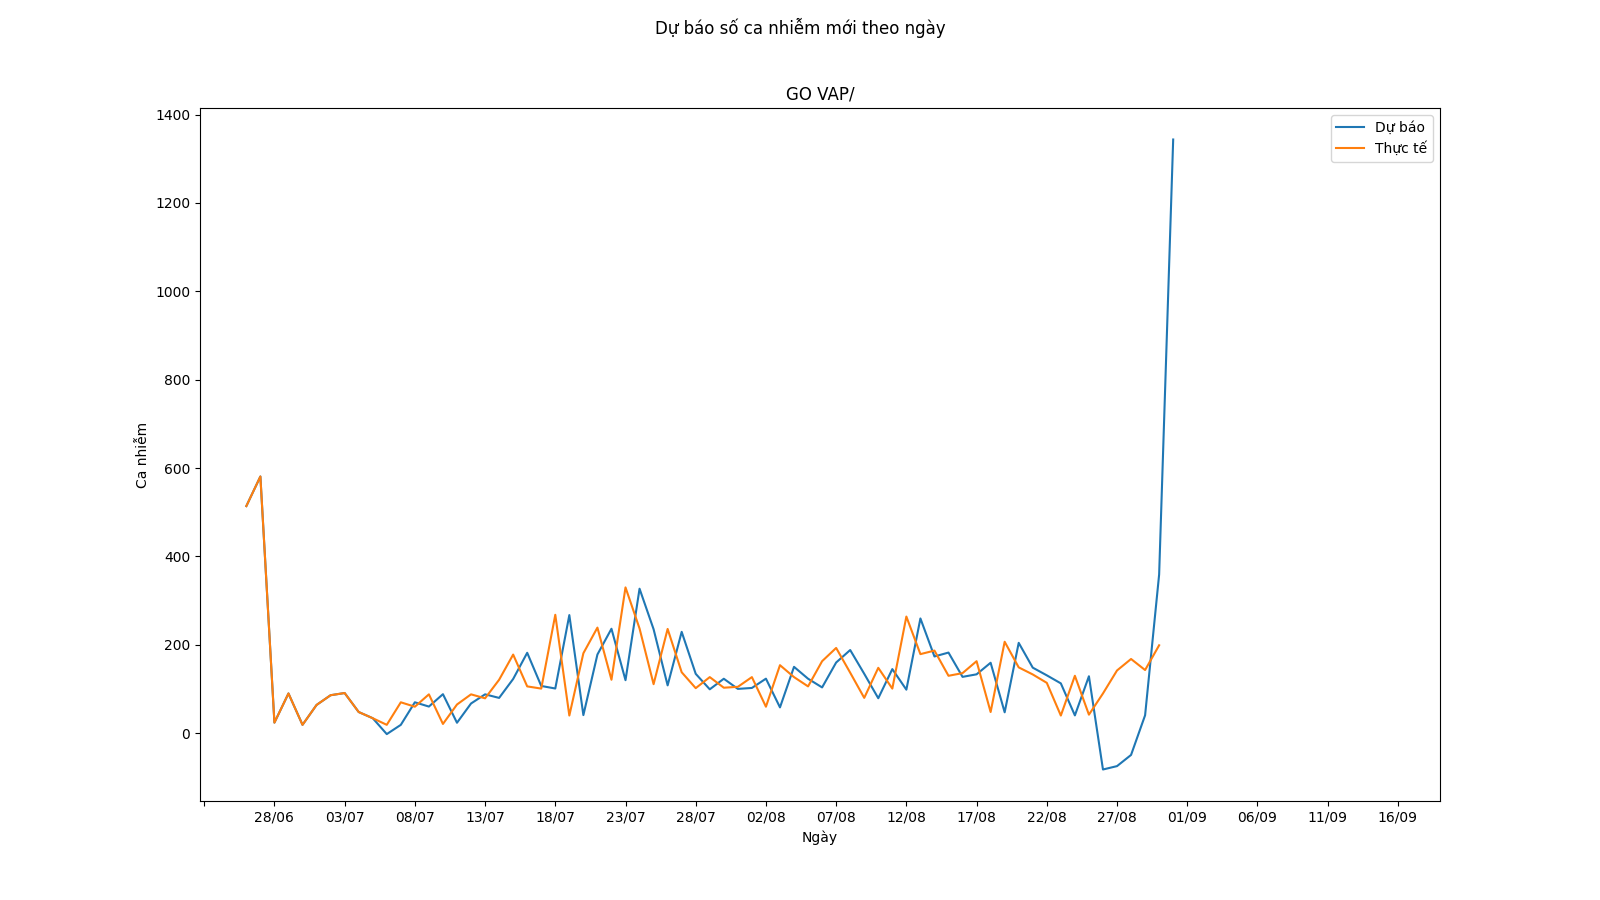 Dự báo số ca nhiễm mới theo ngày
GO VAP/
Dự báo
Thực tế
1400
1200
1000
800
600
400
200
0
Ca nhiễm
28/06 03/07 08/07 13/07 18/07 23/07 28/07 02/08 07/08 12/08 17/08 22/08 27/08 01/09 06/09 11/09 16/09
Ngày